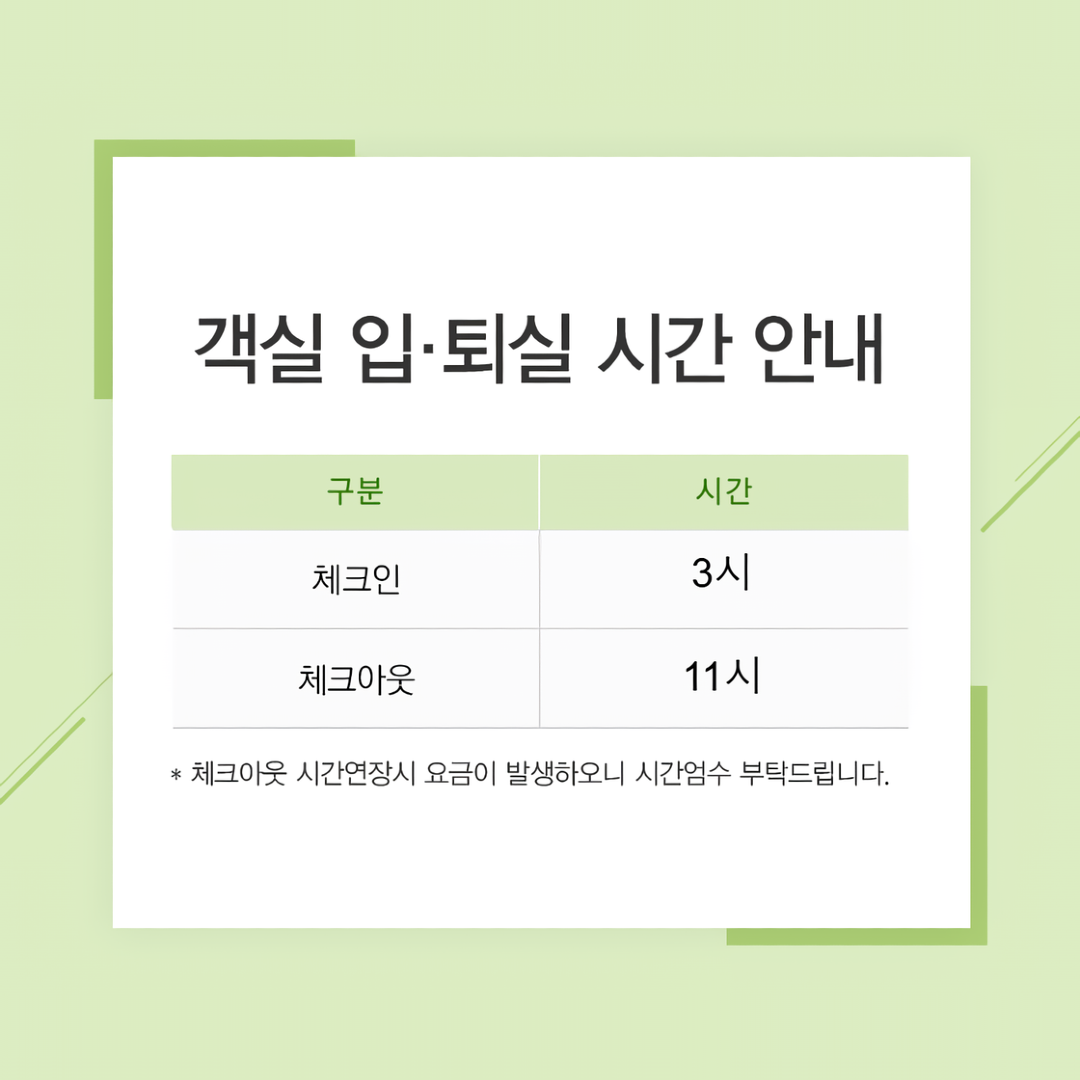 객실 입·퇴실 시간 안내
구분 시간
체크인 3시
체크아웃 11시
* 체크아웃 시간연장시 요금이 발생하오니 시간엄수 부탁드립니다.